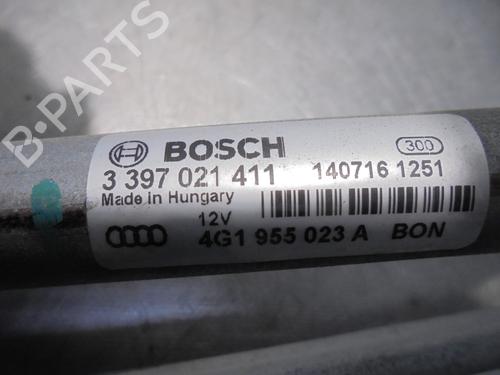 B-PARTS
BOSCH 300
3 397 021 411 140716 1251
Made in Hungary
12V
4G1 955 023 A BON